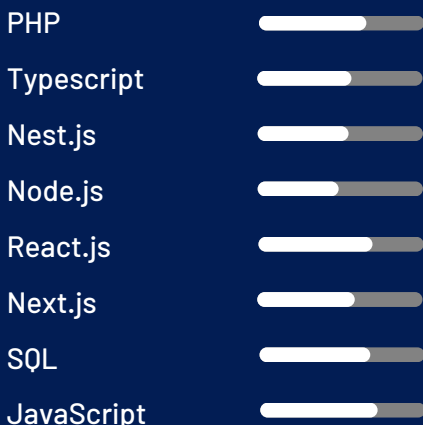 PHP
Typescript
Nest.js
Node.js
React.js
Next.js
SQL
JavaScript